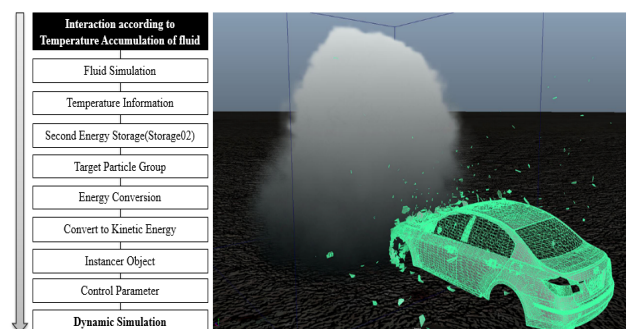 Interaction according to
Temperature Accumulation of fluid
Fluid Simulation
Temperature Information
Second Energy Storage(Storage02)
Target Particle Group
Energy Conversion
Convert to Kinetic Energy
Instancer Object
Control Parameter
Dynamic Simulation